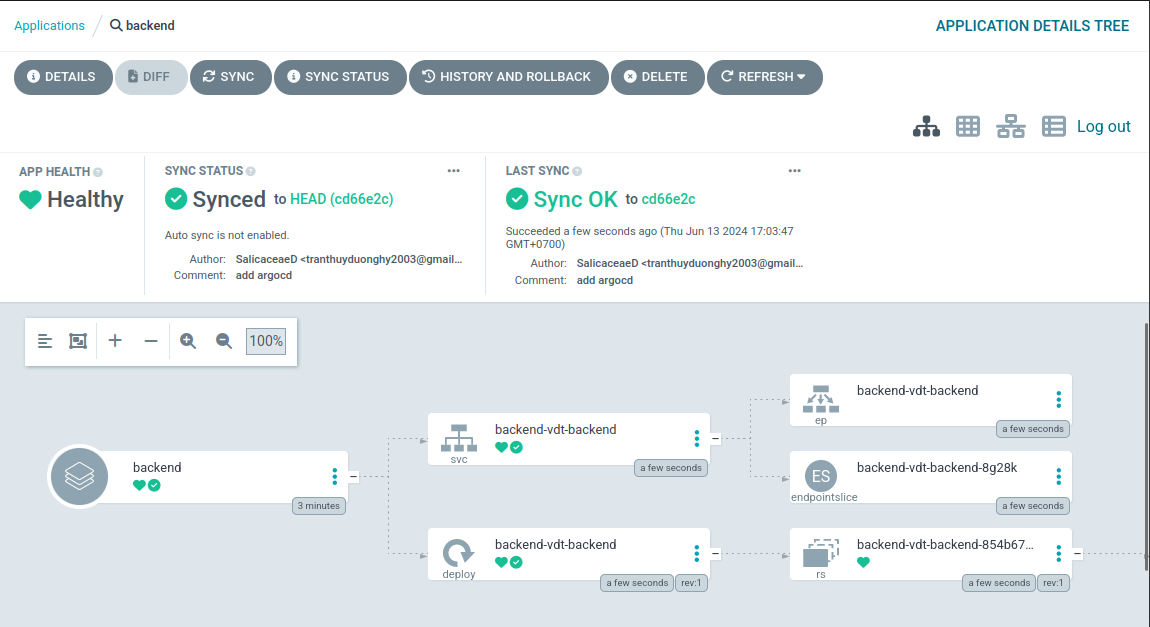 Applications
backend
APPLICATION DETAILS TREE
DETAILS
DIFF
SYNC
SYNC STATUS
HISTORY AND ROLLBACK
DELETE
REFRESH
Log out
APP HEALTH
Healthy
SYNC STATUS
Synced to HEAD (cd66e2c)
Auto sync is not enabled.
Author: SalicaceaeD <tranthuyduonghy2003@gmail...
Comment: add argocd
LAST SYNC
Sync OK to cd66e2c
Succeeded a few seconds ago (Thu Jun 13 2024 17:03:47
GMT+0700)
Author: SalicaceaeD <tranthuyduonghy2003@gmail...
Comment: add argocd
100%
backend
3 minutes
svc
backend-vdt-backend
a few seconds
deploy
backend-vdt-backend
a few seconds
rev:1
ep
backend-vdt-backend
a few seconds
ES
endpointslice
backend-vdt-backend-8g28k
a few seconds
rs
backend-vdt-backend-854b67...
a few seconds
rev:1